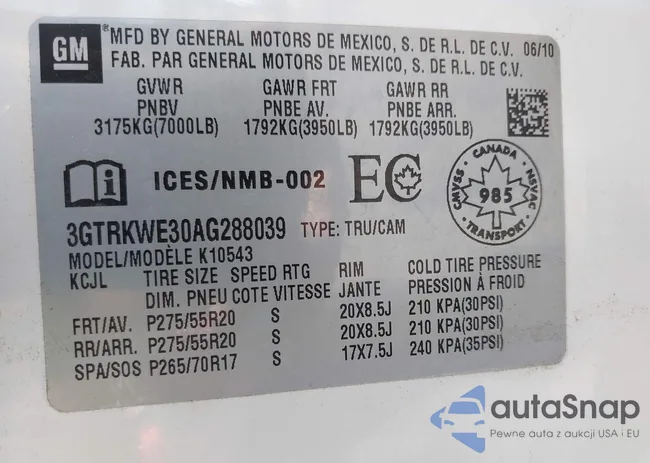 GM
MFD BY GENERAL MOTORS DE MEXICO, S. DE R.L. DE C.V. 06/10
FAB. PAR GENERAL MOTORS DE MEXICO, S. DE R.L. DE C.V.
GVWR GAWR FRT GAWR RR
PNBV PNBE AV. PNBE ARR.
3175KG(7000LB) 1792KG(3950LB) 1792KG(3950LB)
i ICES/NMB-002 EC
CANADA
CMVSS 985 NSVAC
TRANSPORT
3GTRKWE30AG288039 TYPE: TRU/CAM
MODEL/MODÈLE K10543
KCJL TIRE SIZE SPEED RTG RIM COLD TIRE PRESSURE
DIM. PNEU COTE VITESSE JANTE PRESSION À FROID
FRT/AV. P275/55R20 S 20X8.5J 210 KPA(30PSI)
RR/ARR. P275/55R20 S 20X8.5J 210 KPA(30PSI)
SPA/SOS P265/70R17 S 17X7.5J 240 KPA(35PSI)
autaSnap
Pewne auta z aukcji USA i EU